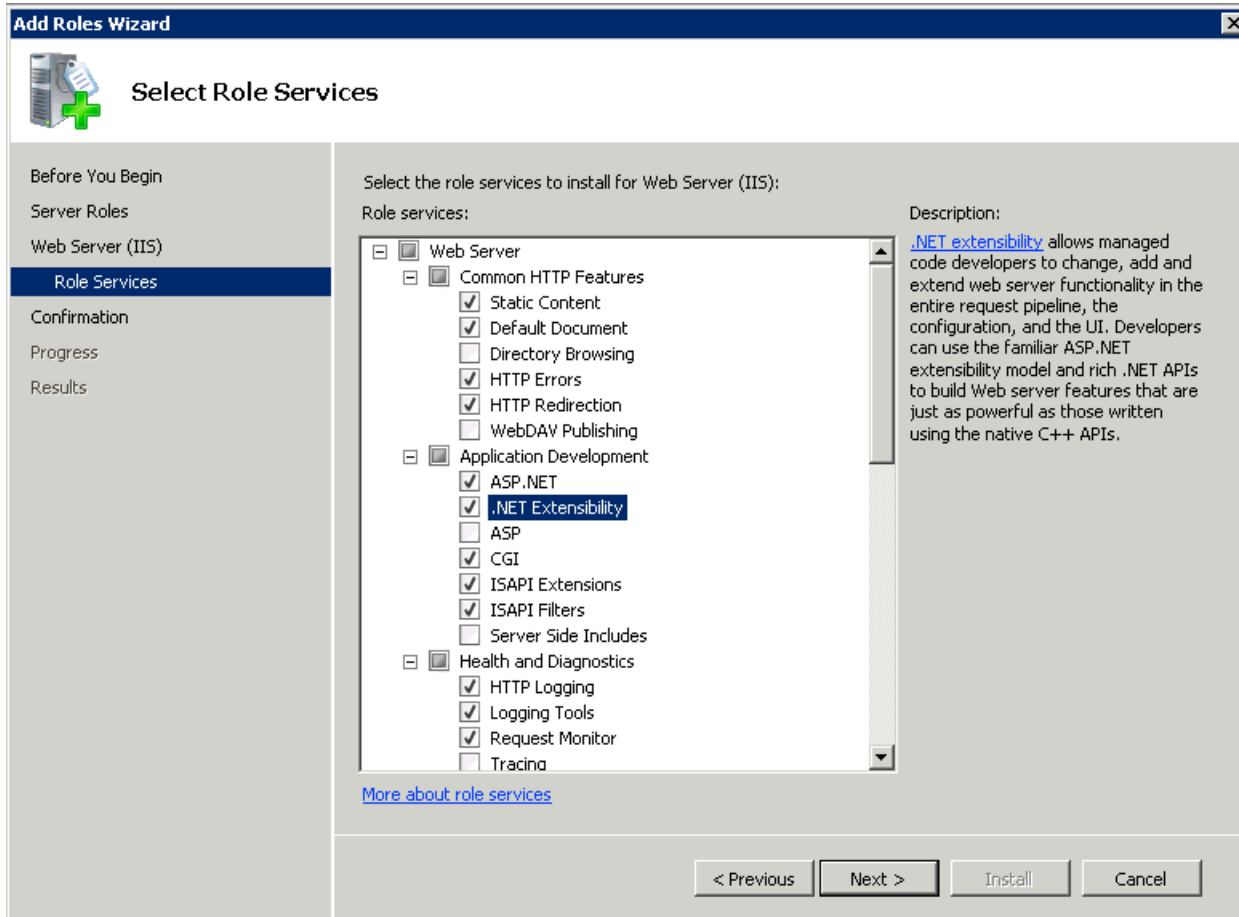 Add Roles Wizard
Select Role Services
Before You Begin
Server Roles
Web Server (IIS)
Role Services
Confirmation
Progress
Results
Select the role services to install for Web Server (IIS):
Role services:
Web Server
Common HTTP Features
Static Content
Default Document
Directory Browsing
HTTP Errors
HTTP Redirection
WebDAV Publishing
Application Development
ASP.NET
.NET Extensibility
ASP
CGI
ISAPI Extensions
ISAPI Filters
Server Side Includes
Health and Diagnostics
HTTP Logging
Logging Tools
Request Monitor
Tracing
More about role services
Description:
.NET extensibility allows managed
code developers to change, add and
extend web server functionality in the
entire request pipeline, the
configuration, and the UI. Developers
can use the familiar ASP.NET
extensibility model and rich .NET APIs
to build Web server features that are
just as powerful as those written
using the native C++ APIs.
< Previous
Next >
Install
Cancel